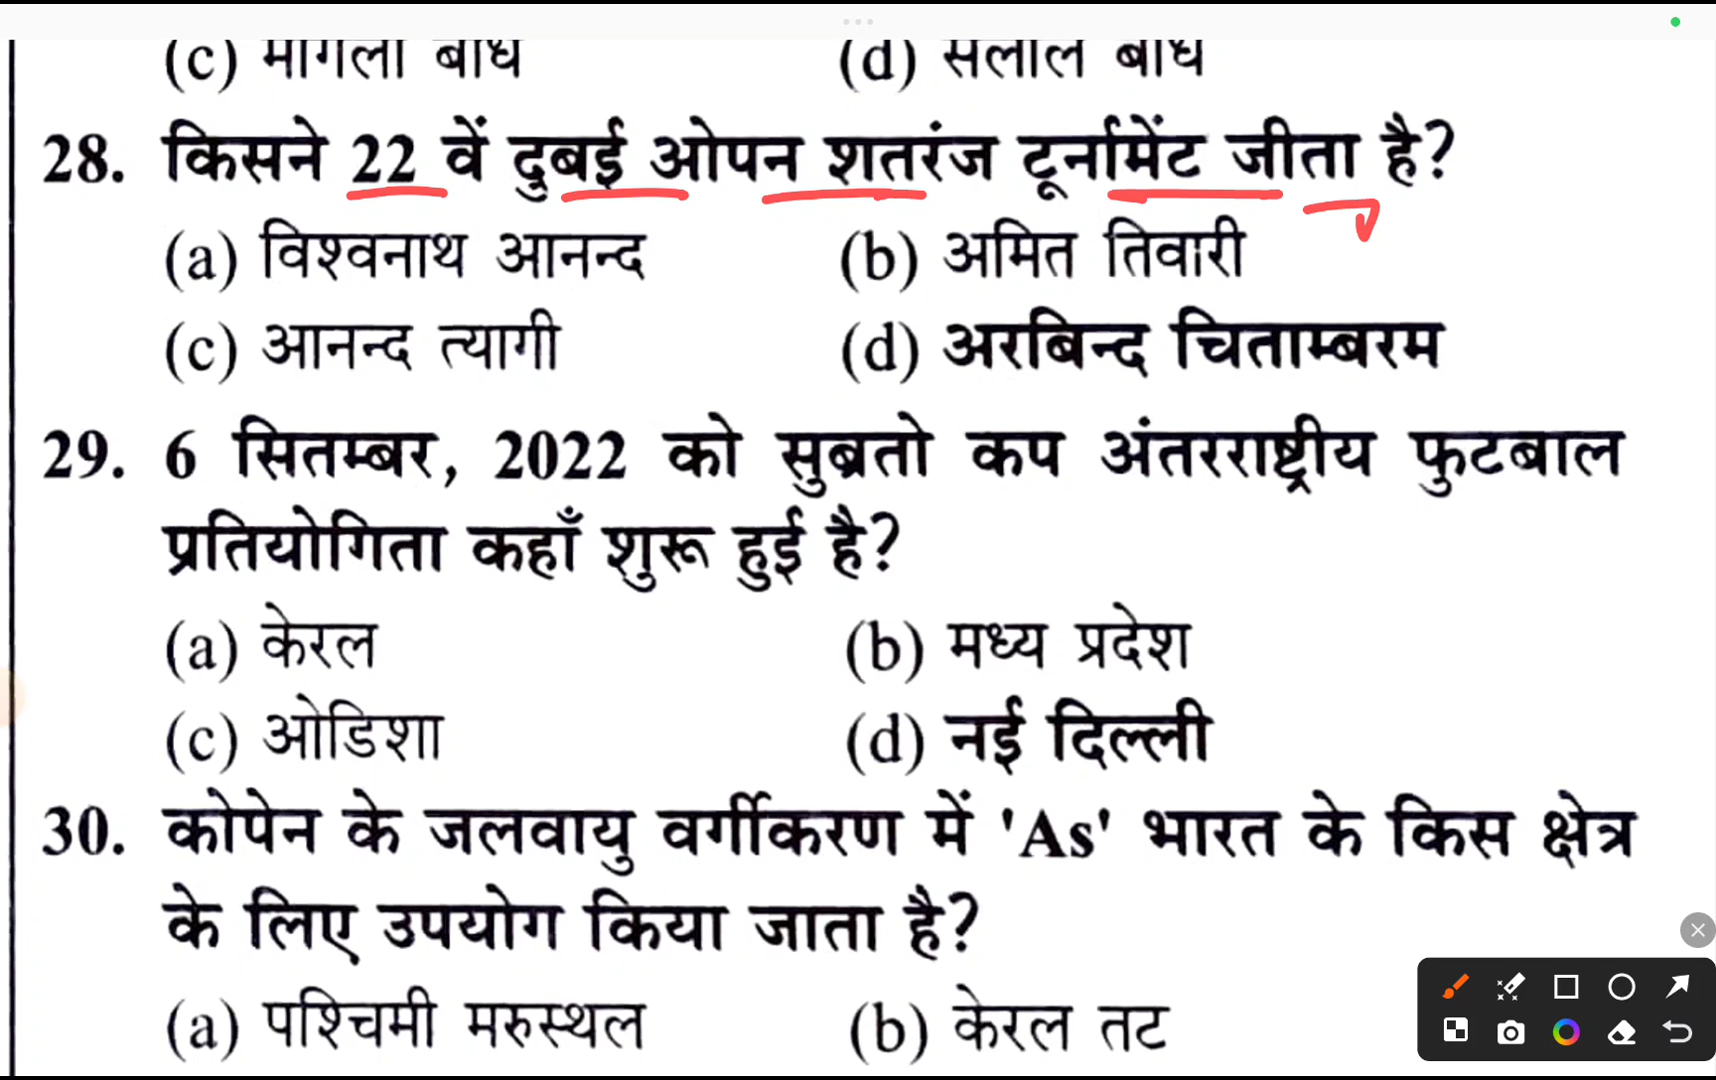 (c) मांगला बांध (d) सलाल बांध
28. किसने 22 वें दुबई ओपन शतरंज टूर्नामेंट जीता है?
(a) विश्वनाथ आनन्द (b) अमित तिवारी
(c) आनन्द त्यागी (d) अरबिन्द चिताम्बरम
29. 6 सितम्बर, 2022 को सुब्रतो कप अंतरराष्ट्रीय फुटबाल
प्रतियोगिता कहाँ शुरू हुई है?
(a) केरल (b) मध्य प्रदेश
(c) ओडिशा (d) नई दिल्ली
30. कोपेन के जलवायु वर्गीकरण में 'As' भारत के किस क्षेत्र
के लिए उपयोग किया जाता है?
(a) पश्चिमी मरुस्थल (b) केरल तट